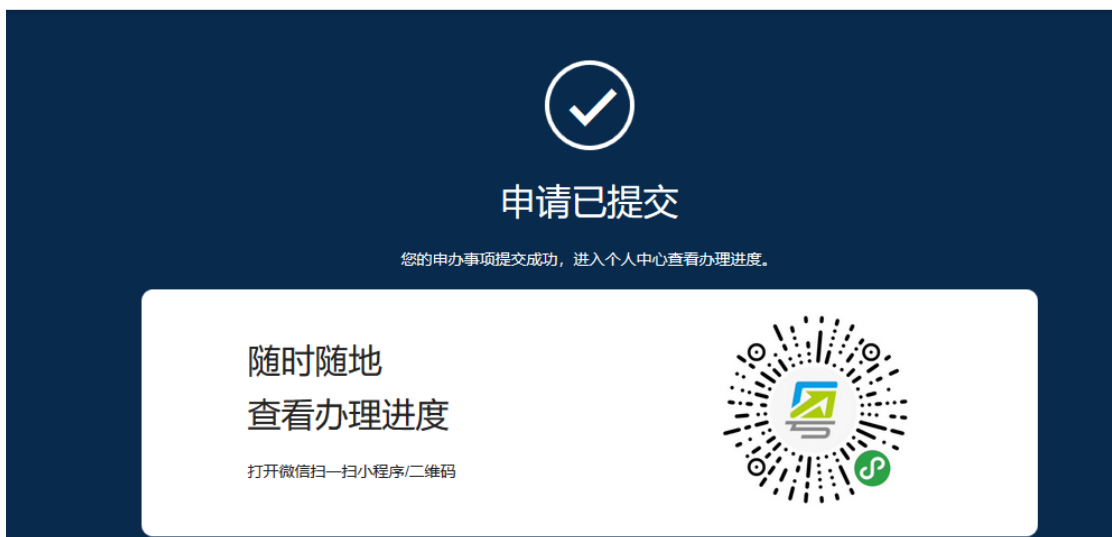 申请已提交
您的申办事项提交成功，进入个人中心查看办理进度。
随时随地
查看办理进度
打开微信扫一扫小程序/二维码